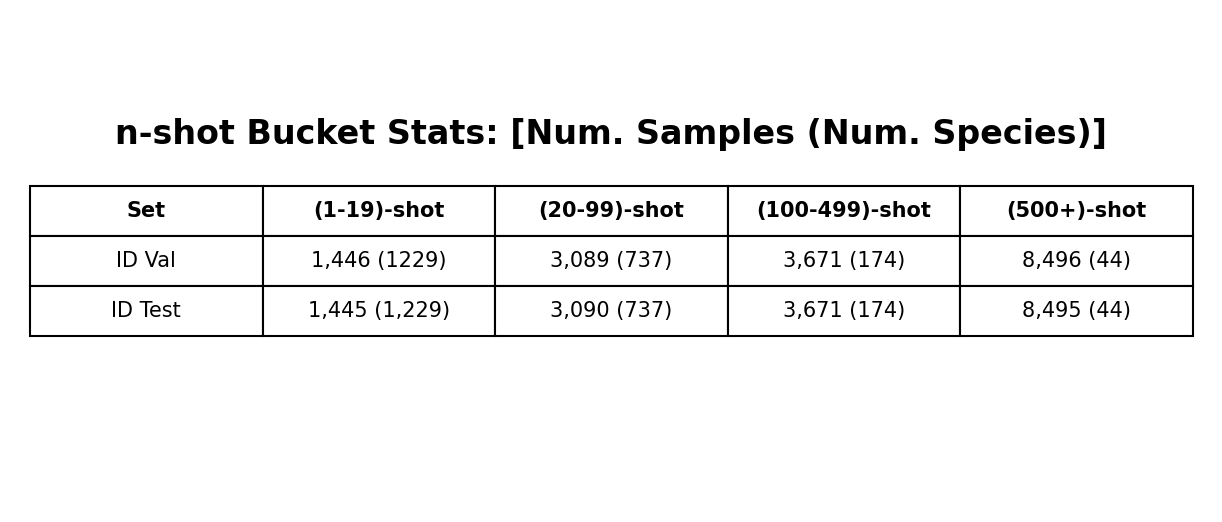 n-shot Bucket Stats: [Num. Samples (Num. Species)]
Set (1-19)-shot (20-99)-shot (100-499)-shot (500+)-shot
ID Val 1,446 (1229) 3,089 (737) 3,671 (174) 8,496 (44)
ID Test 1,445 (1,229) 3,090 (737) 3,671 (174) 8,495 (44)